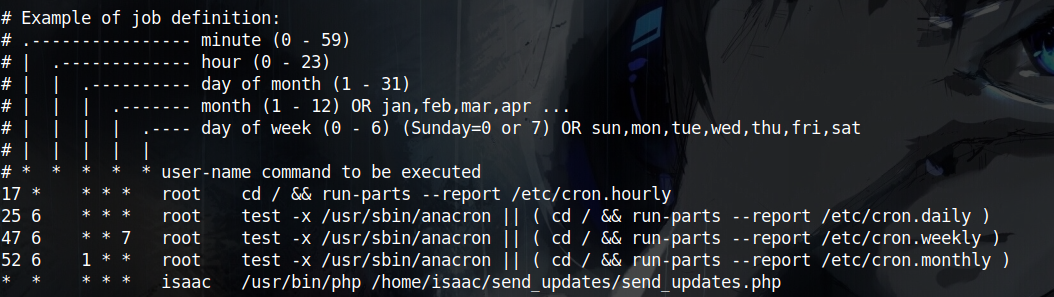 # Example of job definition:
# .---------------- minute (0 - 59)
# |  .------------- hour (0 - 23)
# |  |  .---------- day of month (1 - 31)
# |  |  |  .------- month (1 - 12) OR jan,feb,mar,apr ...
# |  |  |  |  .---- day of week (0 - 6) (Sunday=0 or 7) OR sun,mon,tue,wed,thu,fri,sat
# |  |  |  |  |
# *  *  *  *  * user-name command to be executed
17 *    * * *   root    cd / && run-parts --report /etc/cron.hourly
25 6    * * *   root    test -x /usr/sbin/anacron || ( cd / && run-parts --report /etc/cron.daily )
47 6    * * 7   root    test -x /usr/sbin/anacron || ( cd / && run-parts --report /etc/cron.weekly )
52 6    1 * *   root    test -x /usr/sbin/anacron || ( cd / && run-parts --report /etc/cron.monthly )
*  *    * * *   isaac   /usr/bin/php /home/isaac/send_updates/send_updates.php